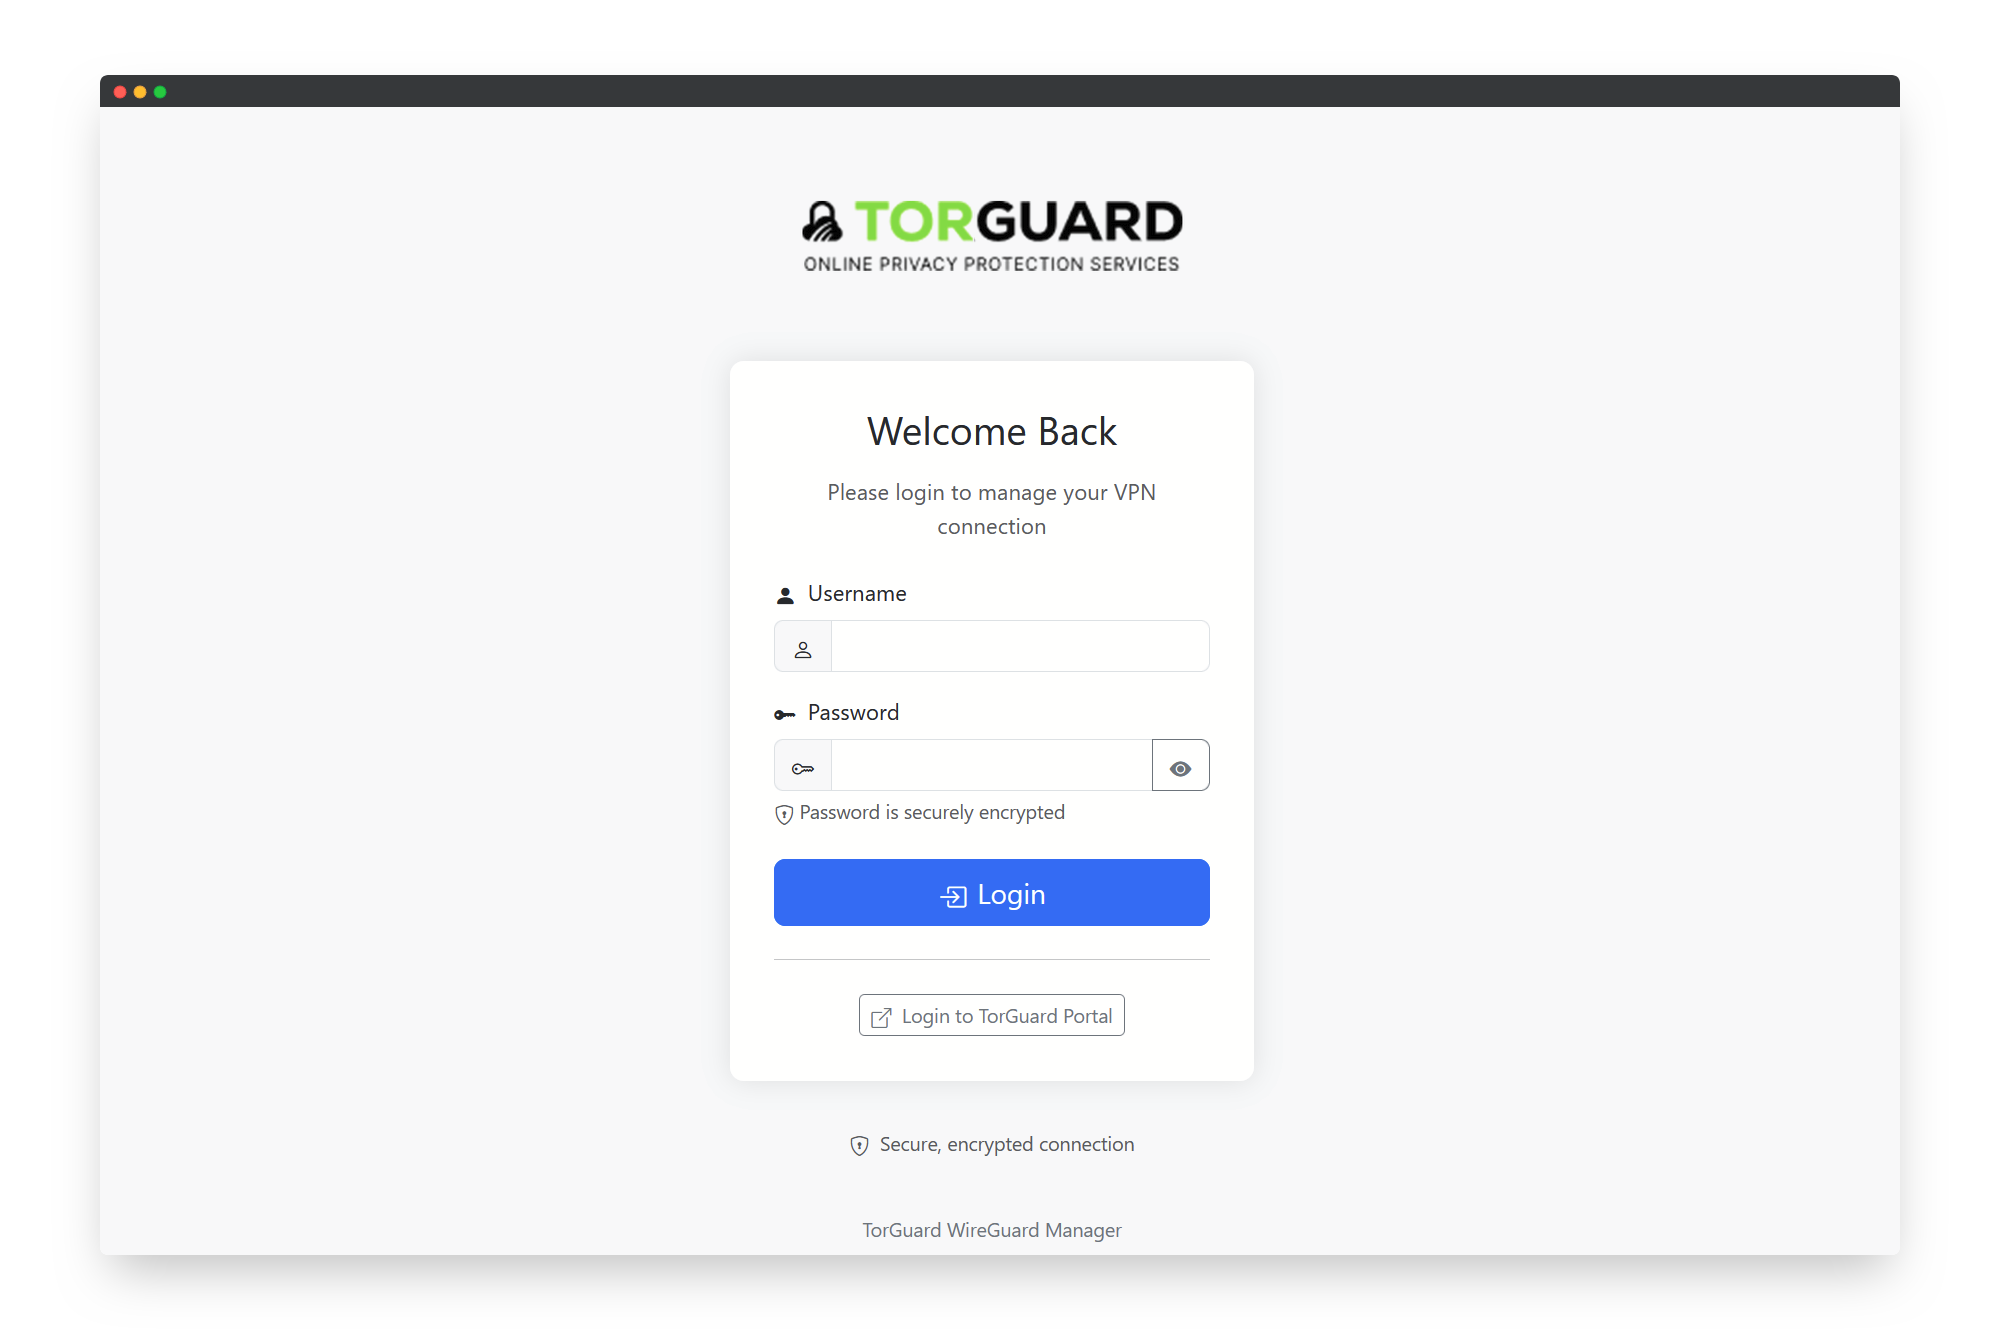 TORGUARD
ONLINE PRIVACY PROTECTION SERVICES
Welcome Back
Please login to manage your VPN
connection
Username
Password
Password is securely encrypted
Login
Login to TorGuard Portal
Secure, encrypted connection
TorGuard WireGuard Manager